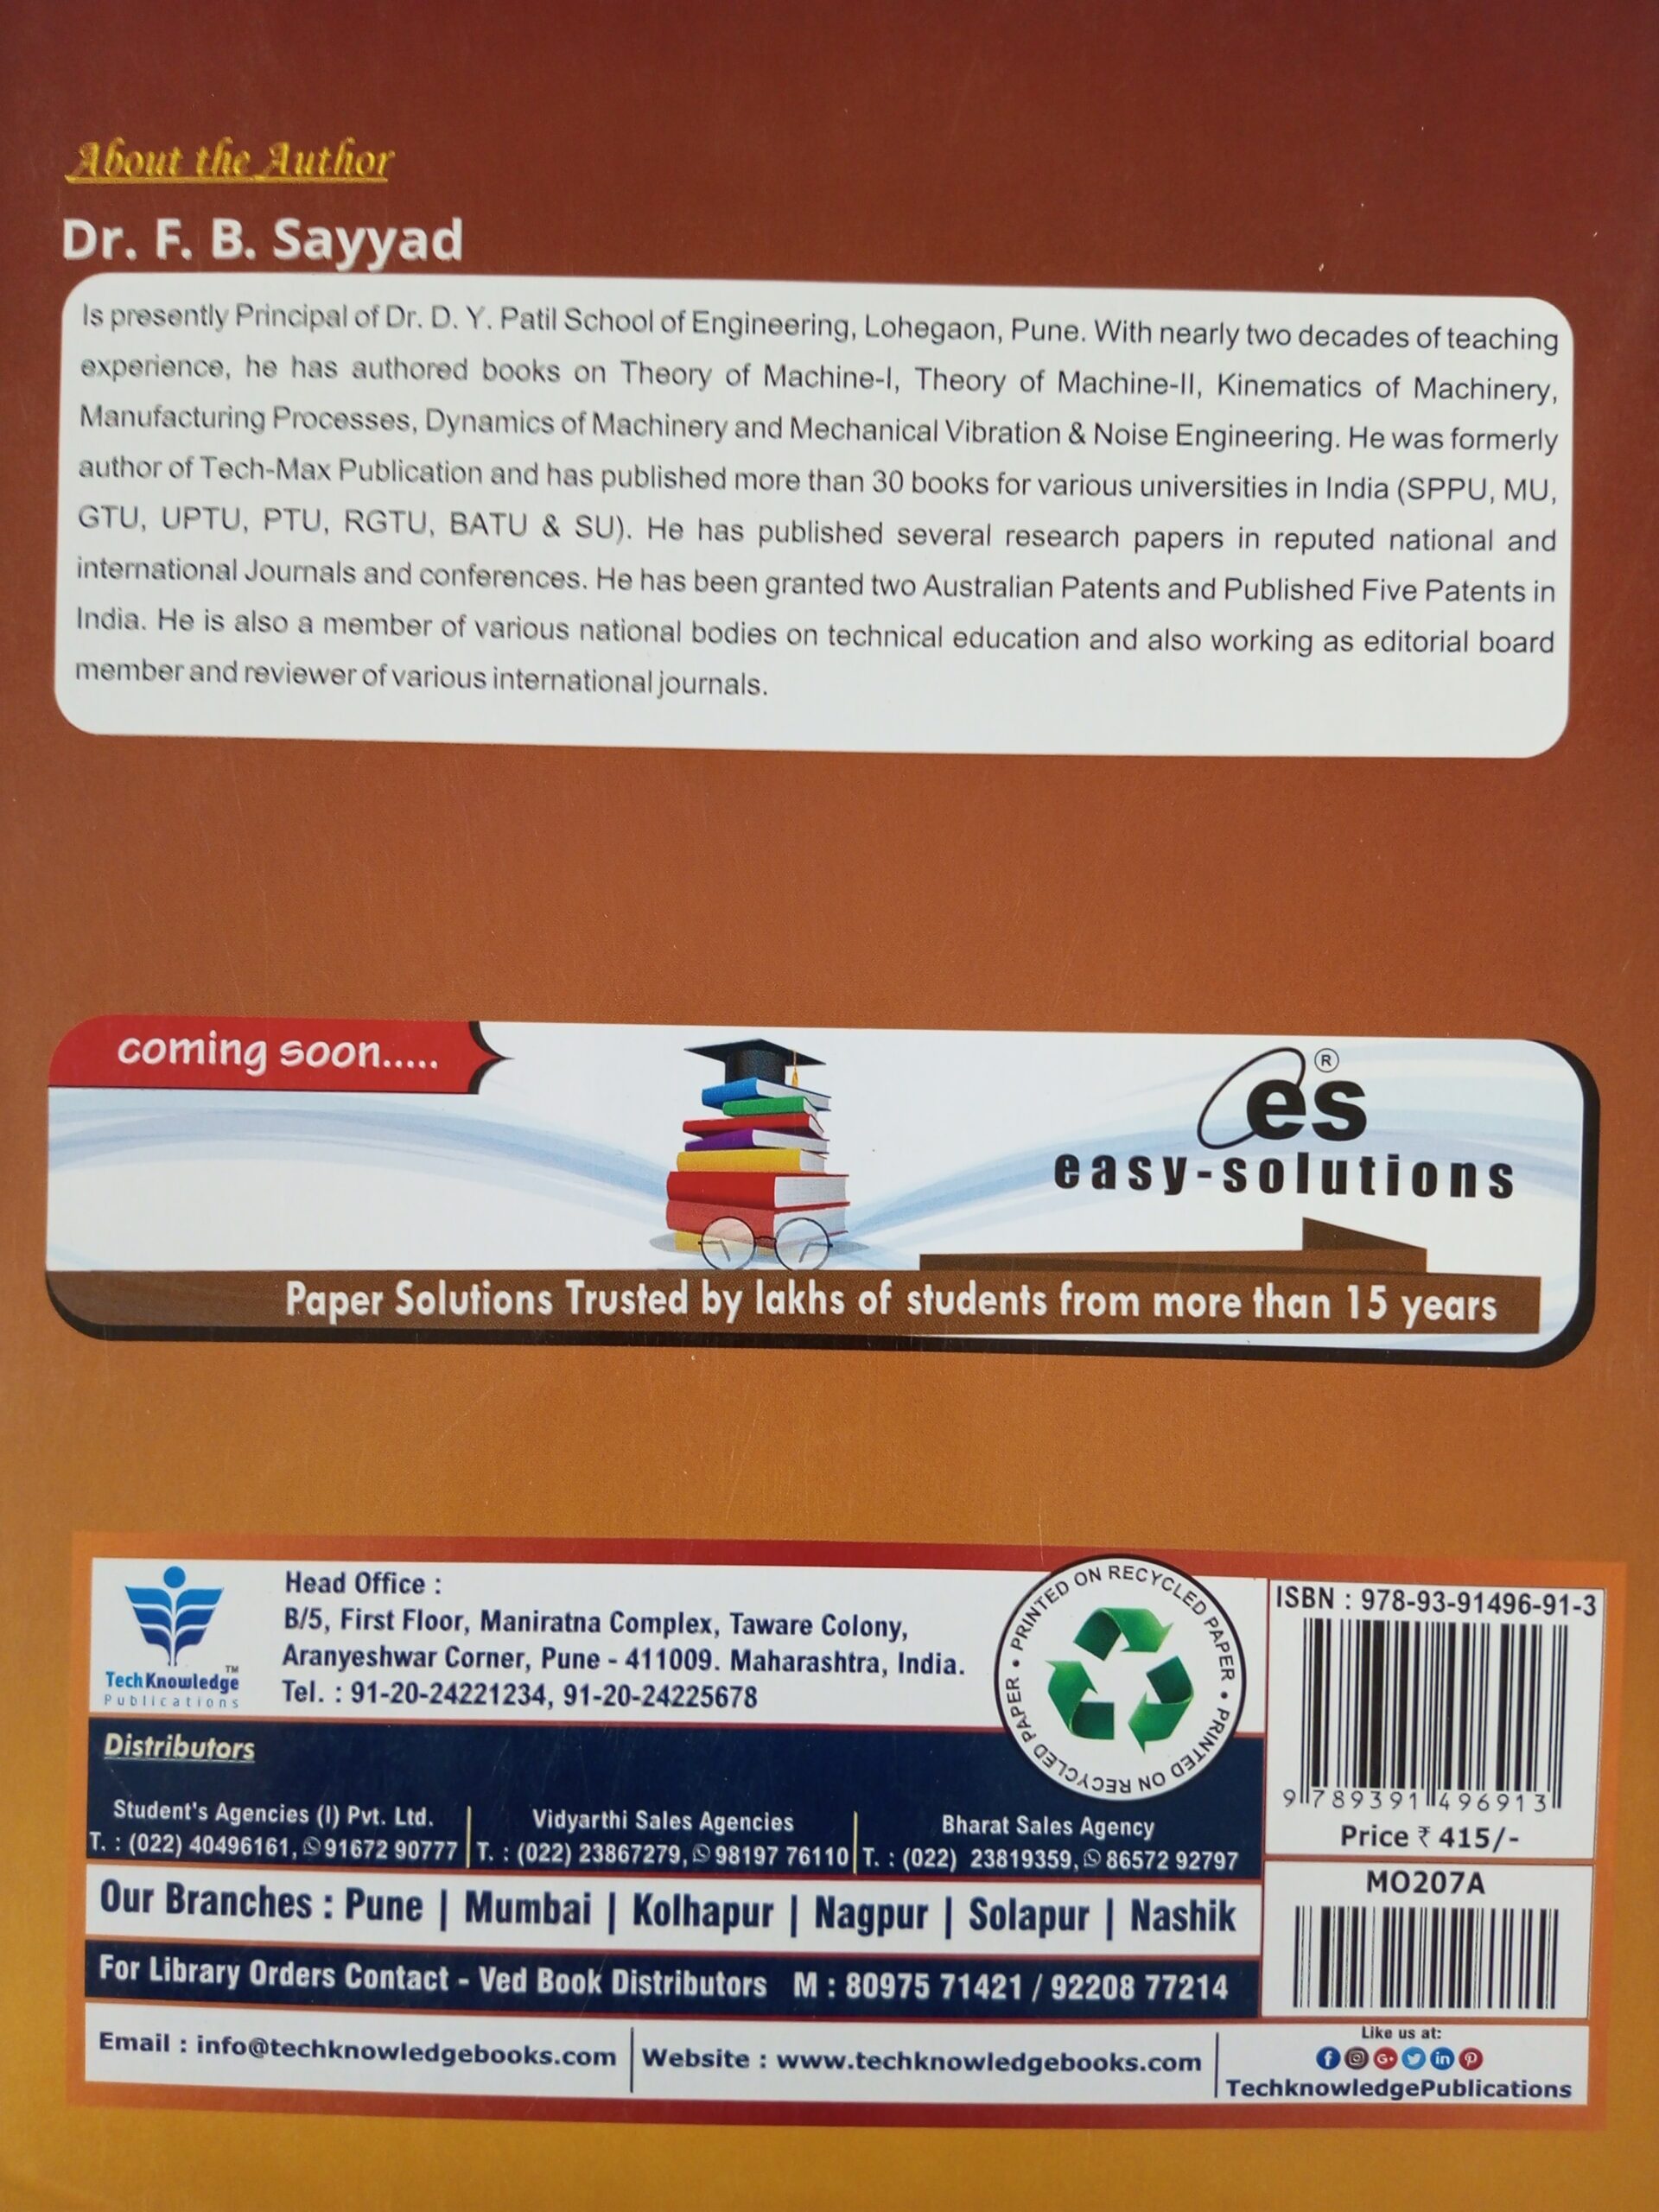 About the Author
Dr. F. B. Sayyad
Is presently Principal of Dr. D. Y. Patil School of Engineering, Lohegaon, Pune. With nearly two decades of teaching
experience, he has authored books on Theory of Machine-I, Theory of Machine-II, Kinematics of Machinery,
Manufacturing Processes, Dynamics of Machinery and Mechanical Vibration & Noise Engineering. He was formerly
author of Tech-Max Publication and has published more than 30 books for various universities in India (SPPU, MU,
GTU, UPTU, PTU, RGTU, BATU & SU). He has published several research papers in reputed national and
international Journals and conferences. He has been granted two Australian Patents and Published Five Patents in
India. He is also a member of various national bodies on technical education and also working as editorial board
member and reviewer of various international journals.
coming soon.....
es ®
easy-solutions
Paper Solutions Trusted by lakhs of students from more than 15 years
TechKnowledge™
Publications
Head Office :
B/5, First Floor, Maniratna Complex, Taware Colony,
Aranyeshwar Corner, Pune - 411009. Maharashtra, India.
Tel. : 91-20-24221234, 91-20-24225678
PRINTED ON RECYCLED PAPER • PRINTED ON RECYCLED PAPER •
ISBN : 978-93-91496-91-3
9 789391 496913
Price ₹ 415/-
MO207A
Distributors
Student's Agencies (I) Pvt. Ltd.
T. : (022) 40496161, 91672 90777
Vidyarthi Sales Agencies
T. : (022) 23867279, 98197 76110
Bharat Sales Agency
T. : (022) 23819359, 86572 92797
Our Branches : Pune | Mumbai | Kolhapur | Nagpur | Solapur | Nashik
For Library Orders Contact - Ved Book Distributors M : 80975 71421 / 92208 77214
Email : info@techknowledgebooks.com
Website : www.techknowledgebooks.com
Like us at:
f G+ in
TechknowledgePublications